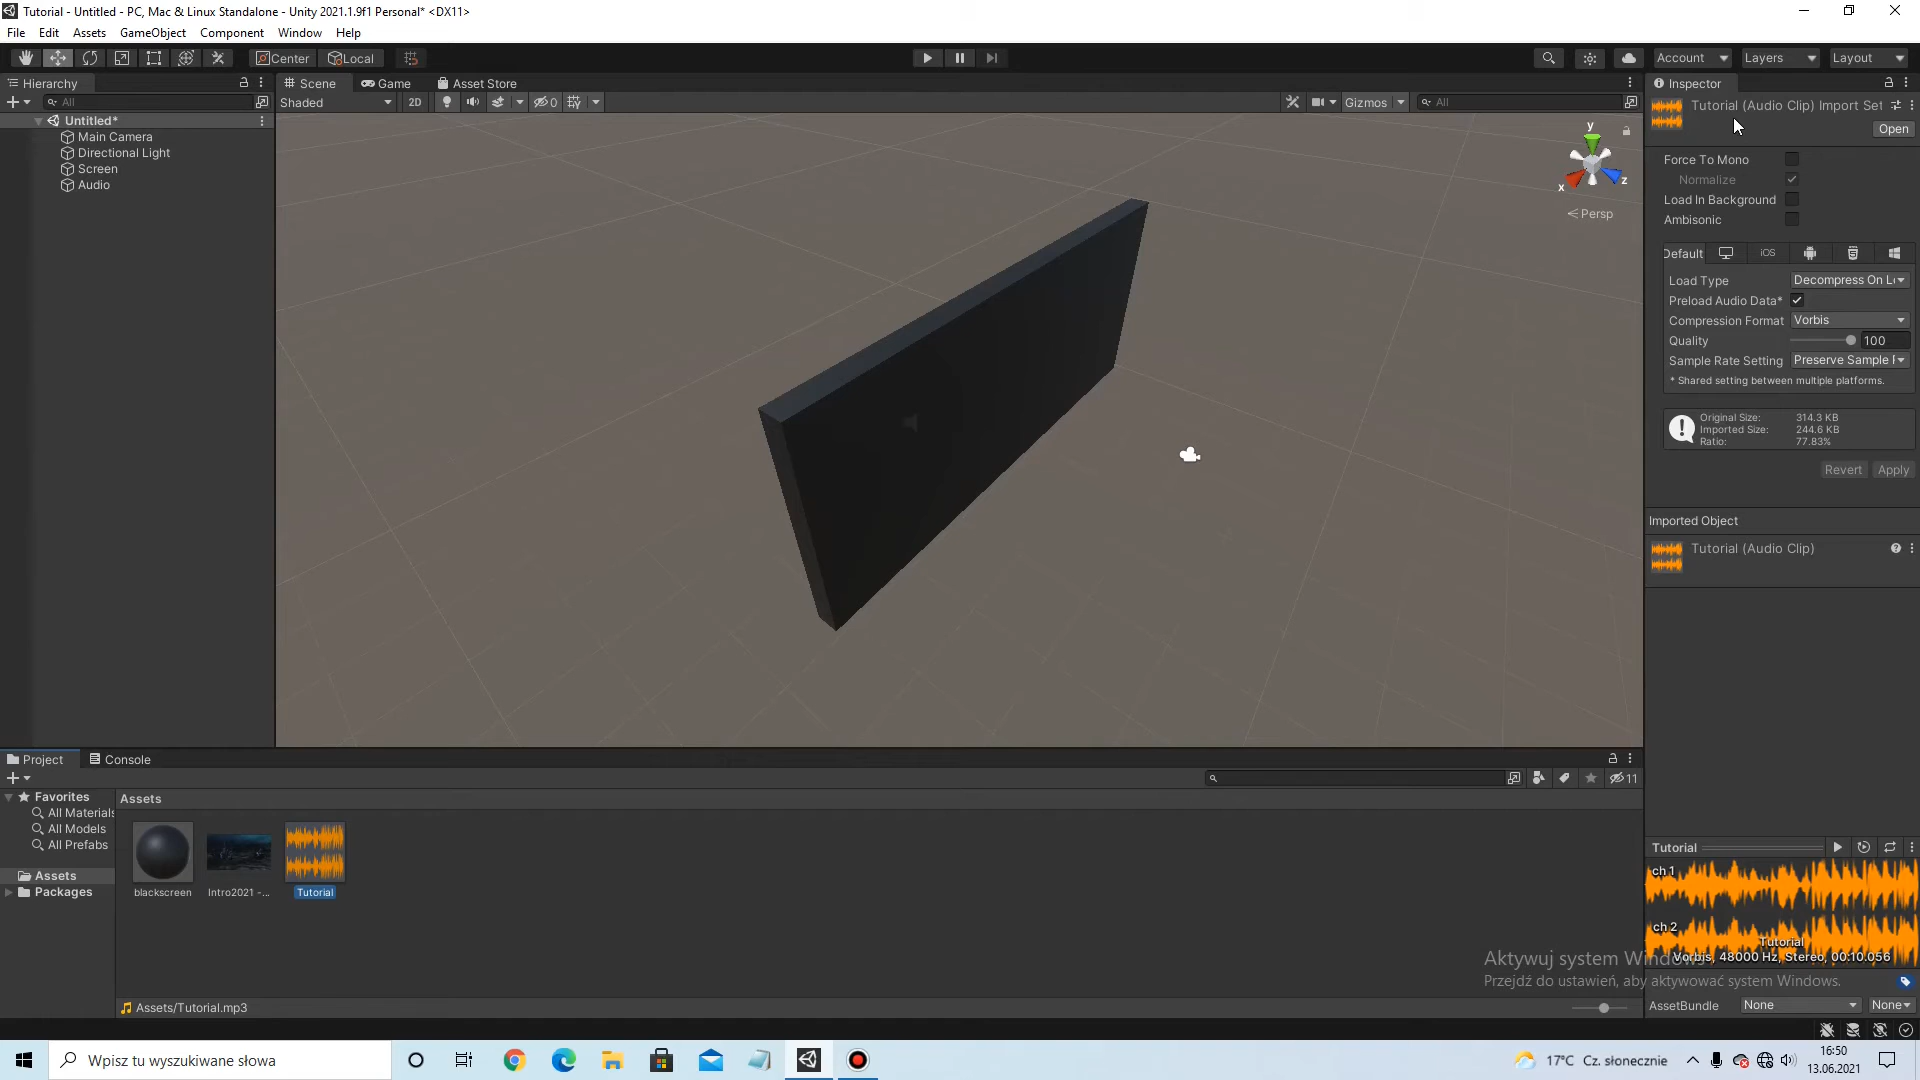 Tutorial - Untitled - PC, Mac & Linux Standalone - Unity 2021.1.9f1 Personal* <DX11>
File Edit Assets GameObject Component Window Help
Center Local Account Layers Layout
Hierarchy
All
Untitled*
Main Camera
Directional Light
Screen
Audio
Scene Game Asset Store
Shaded 2D 0 Gizmos All
y
x
z
Persp
Inspector
Tutorial (Audio Clip) Import Set
Open
Force To Mono
Normalize
Load In Background
Ambisonic
Default iOS
Load Type Decompress On L
Preload Audio Data*
Compression Format Vorbis
Quality 100
Sample Rate Setting Preserve Sample
* Shared setting between multiple platforms.
Original Size: 314.3 KB
Imported Size: 244.6 KB
Ratio: 77.83%
Revert Apply
Imported Object
Tutorial (Audio Clip)
Project Console
11
Favorites
All Materials
All Models
All Prefabs
Assets
Packages
Assets
blackscreen Intro2021 -... Tutorial
Assets/Tutorial.mp3
Tutorial
ch 1
ch 2
Tutorial
Vorbis, 48000 Hz, Stereo, 00:10.056
Aktywuj system Windows
Przejdź do ustawień, aby aktywować system Windows.
AssetBundle None None
Wpisz tu wyszukiwane słowa
17°C Cz. słonecznie
16:50
13.06.2021